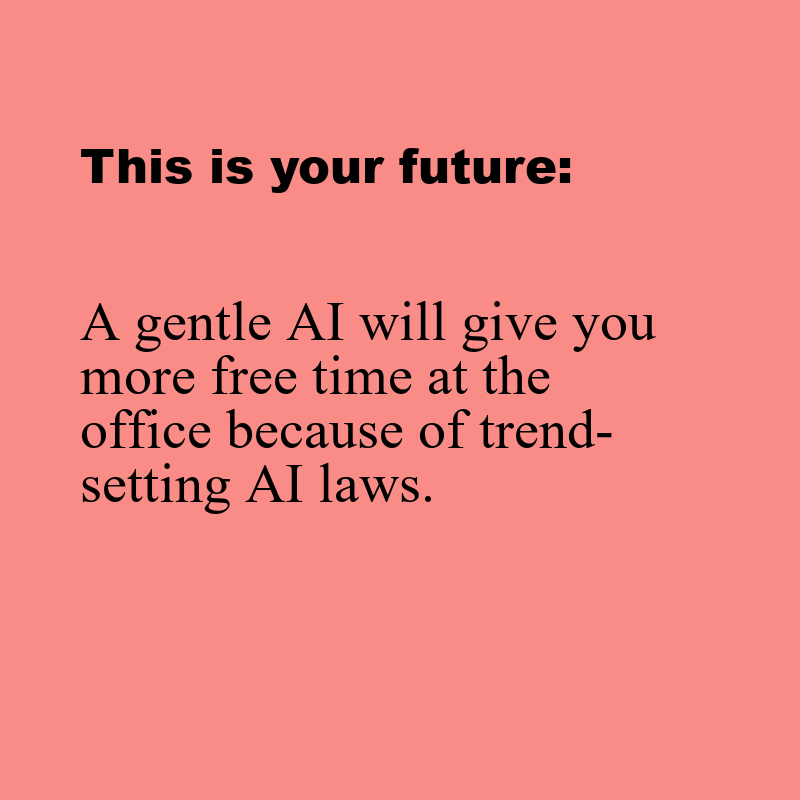 This is your future:
A gentle AI will give you
more free time at the
office because of trend-
setting AI laws.